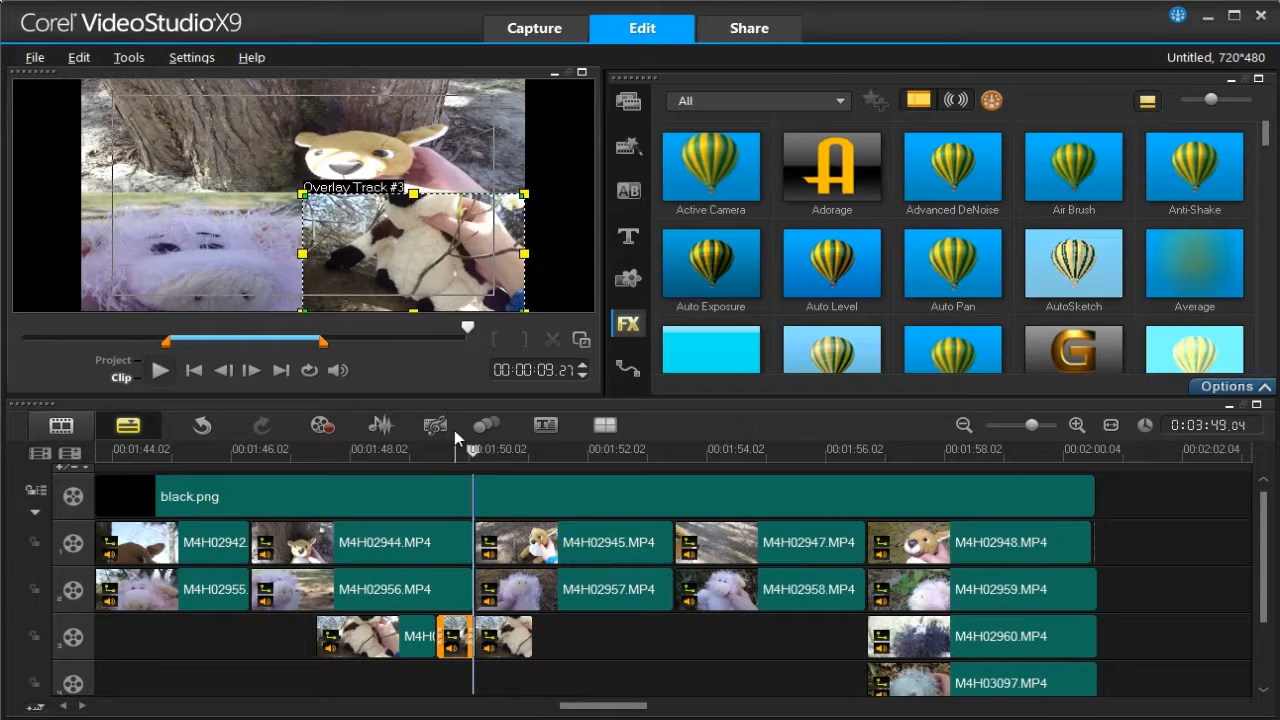 Corel VideoStudio X9
Capture
Edit
Share
File
Edit
Tools
Settings
Help
Untitled, 720*480
Overlay Track #3
Project
Clip
00:00:09.27
All
Active Camera
Adorage
Advanced DeNoise
Air Brush
Anti-Shake
Auto Exposure
Auto Level
Auto Pan
AutoSketch
Average
AB
T
FX
Options
0:03:49.04
00:01:44.02
00:01:46.02
00:01:48.02
00:01:50.02
00:01:52.02
00:01:54.02
00:01:56.02
00:01:58.02
00:02:00.04
00:02:02.04
black.png
1
M4H02942.
M4H02944.MP4
M4H02945.MP4
M4H02947.MP4
M4H02948.MP4
2
M4H02955.
M4H02956.MP4
M4H02957.MP4
M4H02958.MP4
M4H02959.MP4
3
M4H0
M4H02960.MP4
4
M4H03097.MP4